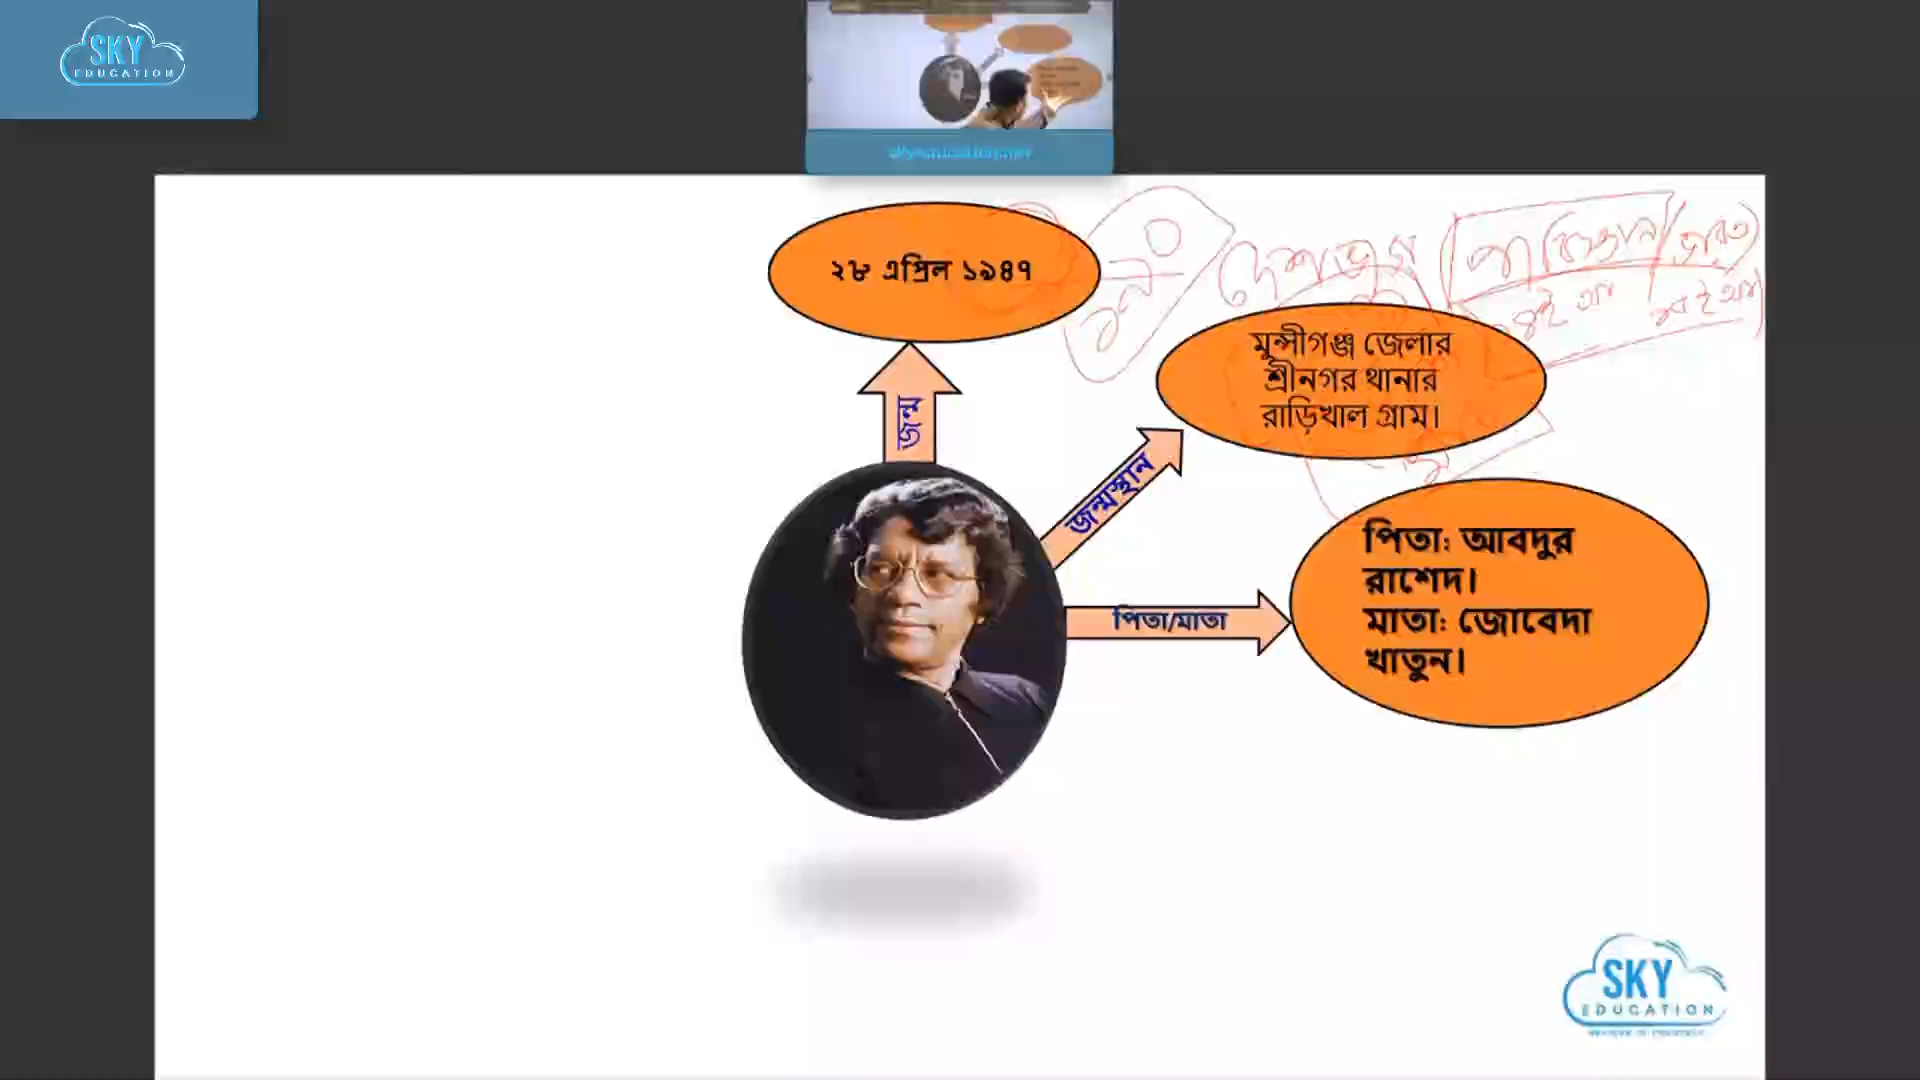 SKY
EDUCATION
২৮ এপ্রিল ১৯৪৭
দেশভাগ
পাকিস্তান/ভারত
মুন্সীগঞ্জ জেলার
শ্রীনগর থানার
রাড়িখাল গ্রাম।
জন্ম
জন্মস্থান
পিতা/মাতা
পিতা: আবদুর
রাশেদ।
মাতা: জোবেদা
খাতুন।
SKY
EDUCATION